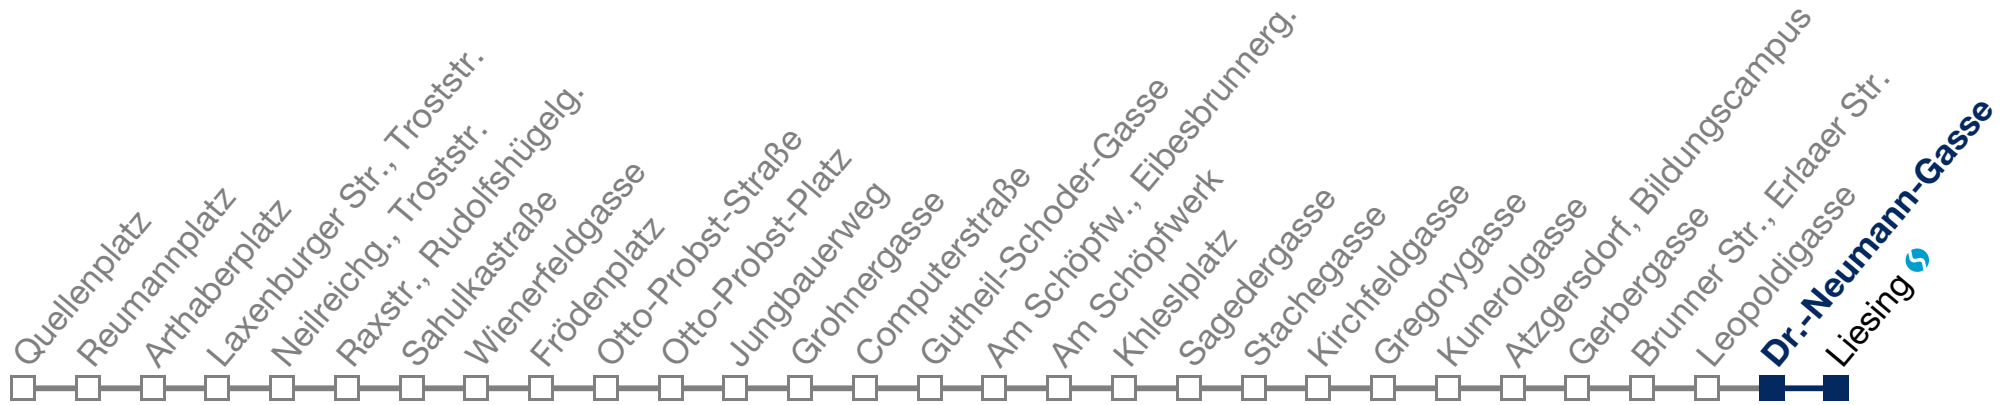 Quellenplatz
Reumannplatz
Arthaberplatz
Laxenburger Str., Troststr.
Neilreichg., Troststr.
Raxstr., Rudolfshügelg.
Sahulkastraße
Wienerfeldgasse
Frödenplatz
Otto-Probst-Straße
Otto-Probst-Platz
Jungbauerweg
Grohnergasse
Computerstraße
Gutheil-Schoder-Gasse
Am Schöpfw., Eibesbrunnerg.
Am Schöpfwerk
Khleslplatz
Sagedergasse
Stachegasse
Kirchfeldgasse
Gregorygasse
Kunerolgasse
Atzgersdorf, Bildungscampus
Gerbergasse
Brunner Str., Erlaaer Str.
Leopoldigasse
Dr.-Neumann-Gasse
Liesing